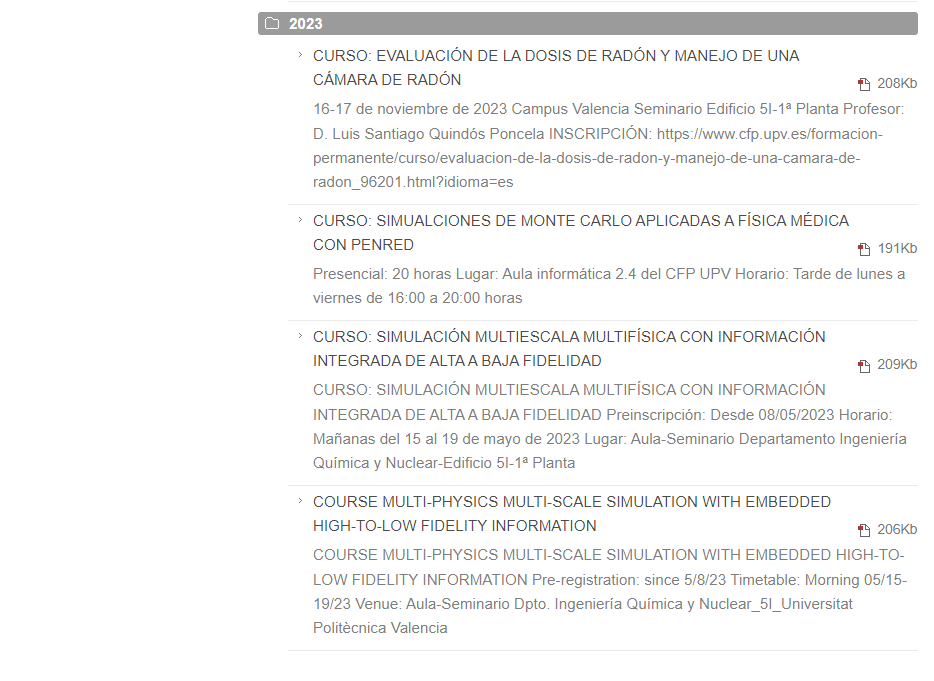 2023
CURSO: EVALUACIÓN DE LA DOSIS DE RADÓN Y MANEJO DE UNA
CÁMARA DE RADÓN
208Kb
16-17 de noviembre de 2023 Campus Valencia Seminario Edificio 5I-1ª Planta Profesor:
D. Luis Santiago Quindós Poncela INSCRIPCIÓN: https://www.cfp.upv.es/formacion-
permanente/curso/evaluacion-de-la-dosis-de-radon-y-manejo-de-una-camara-de-
radon_96201.html?idioma=es
CURSO: SIMUALCIONES DE MONTE CARLO APLICADAS A FÍSICA MÉDICA
CON PENRED
191Kb
Presencial: 20 horas Lugar: Aula informática 2.4 del CFP UPV Horario: Tarde de lunes a
viernes de 16:00 a 20:00 horas
CURSO: SIMULACIÓN MULTIESCALA MULTIFÍSICA CON INFORMACIÓN
INTEGRADA DE ALTA A BAJA FIDELIDAD
209Kb
CURSO: SIMULACIÓN MULTIESCALA MULTIFÍSICA CON INFORMACIÓN
INTEGRADA DE ALTA A BAJA FIDELIDAD Preinscripción: Desde 08/05/2023 Horario:
Mañanas del 15 al 19 de mayo de 2023 Lugar: Aula-Seminario Departamento Ingeniería
Química y Nuclear-Edificio 5I-1ª Planta
COURSE MULTI-PHYSICS MULTI-SCALE SIMULATION WITH EMBEDDED
HIGH-TO-LOW FIDELITY INFORMATION
206Kb
COURSE MULTI-PHYSICS MULTI-SCALE SIMULATION WITH EMBEDDED HIGH-TO-
LOW FIDELITY INFORMATION Pre-registration: since 5/8/23 Timetable: Morning 05/15-
19/23 Venue: Aula-Seminario Dpto. Ingeniería Química y Nuclear_5I_Universitat
Politècnica Valencia